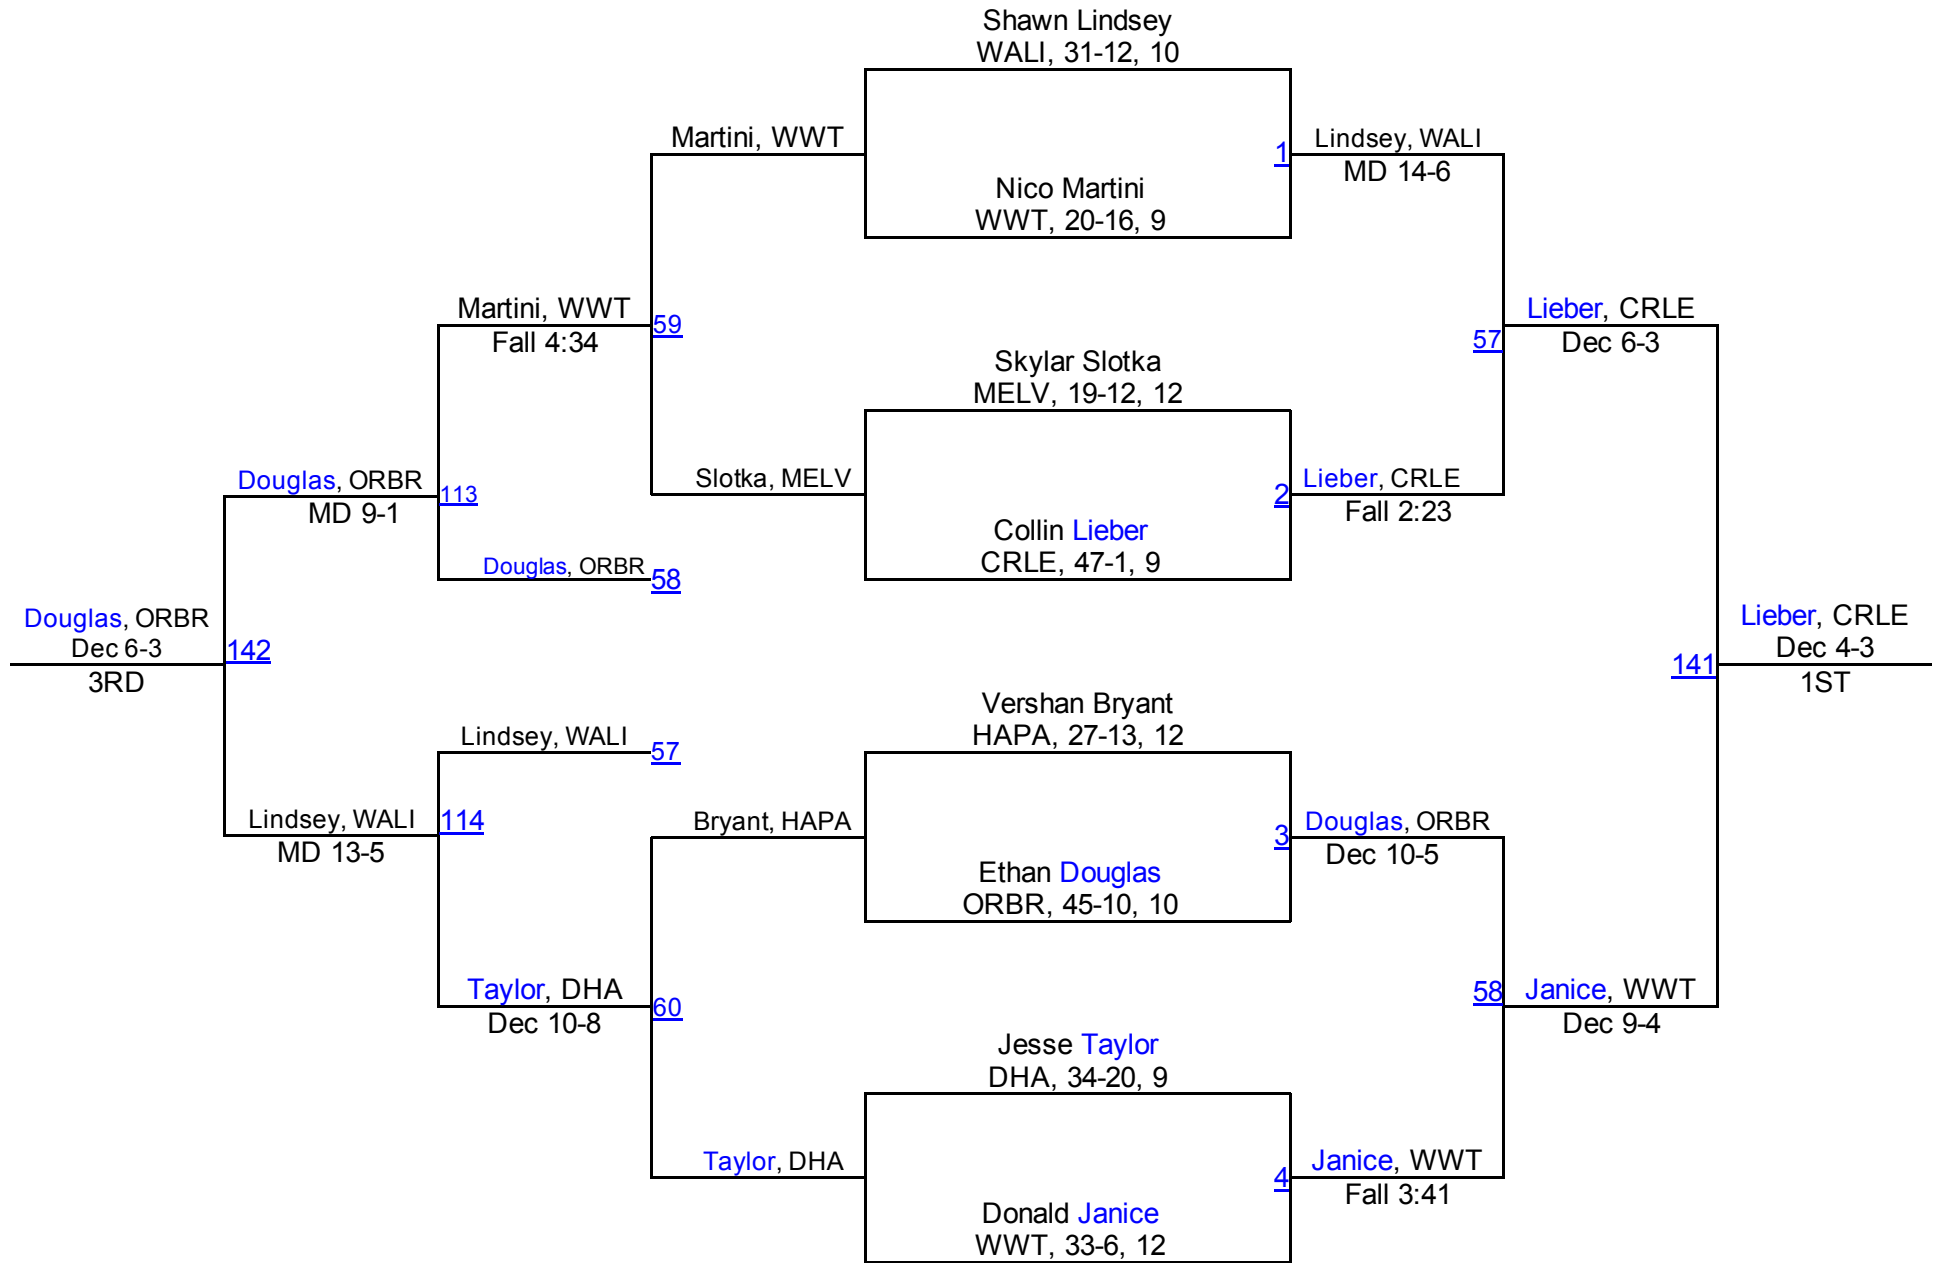 Shawn Lindsey
WALI, 31-12, 10
Martini, WWT
1
Lindsey, WALI
MD 14-6
Nico Martini
WWT, 20-16, 9
Martini, WWT
Fall 4:34
59
Lieber, CRLE
Dec 6-3
57
Skylar Slotka
MELV, 19-12, 12
Slotka, MELV
2
Lieber, CRLE
Fall 2:23
Douglas, ORBR
MD 9-1
113
Collin Lieber
CRLE, 47-1, 9
Douglas, ORBR
58
Douglas, ORBR
Dec 6-3
3RD
142
Lieber, CRLE
Dec 4-3
1ST
141
Vershan Bryant
HAPA, 27-13, 12
Lindsey, WALI
57
Lindsey, WALI
MD 13-5
114
Bryant, HAPA
3
Douglas, ORBR
Dec 10-5
Ethan Douglas
ORBR, 45-10, 10
Taylor, DHA
Dec 10-8
60
58
Janice, WWT
Dec 9-4
Jesse Taylor
DHA, 34-20, 9
Taylor, DHA
4
Janice, WWT
Fall 3:41
Donald Janice
WWT, 33-6, 12